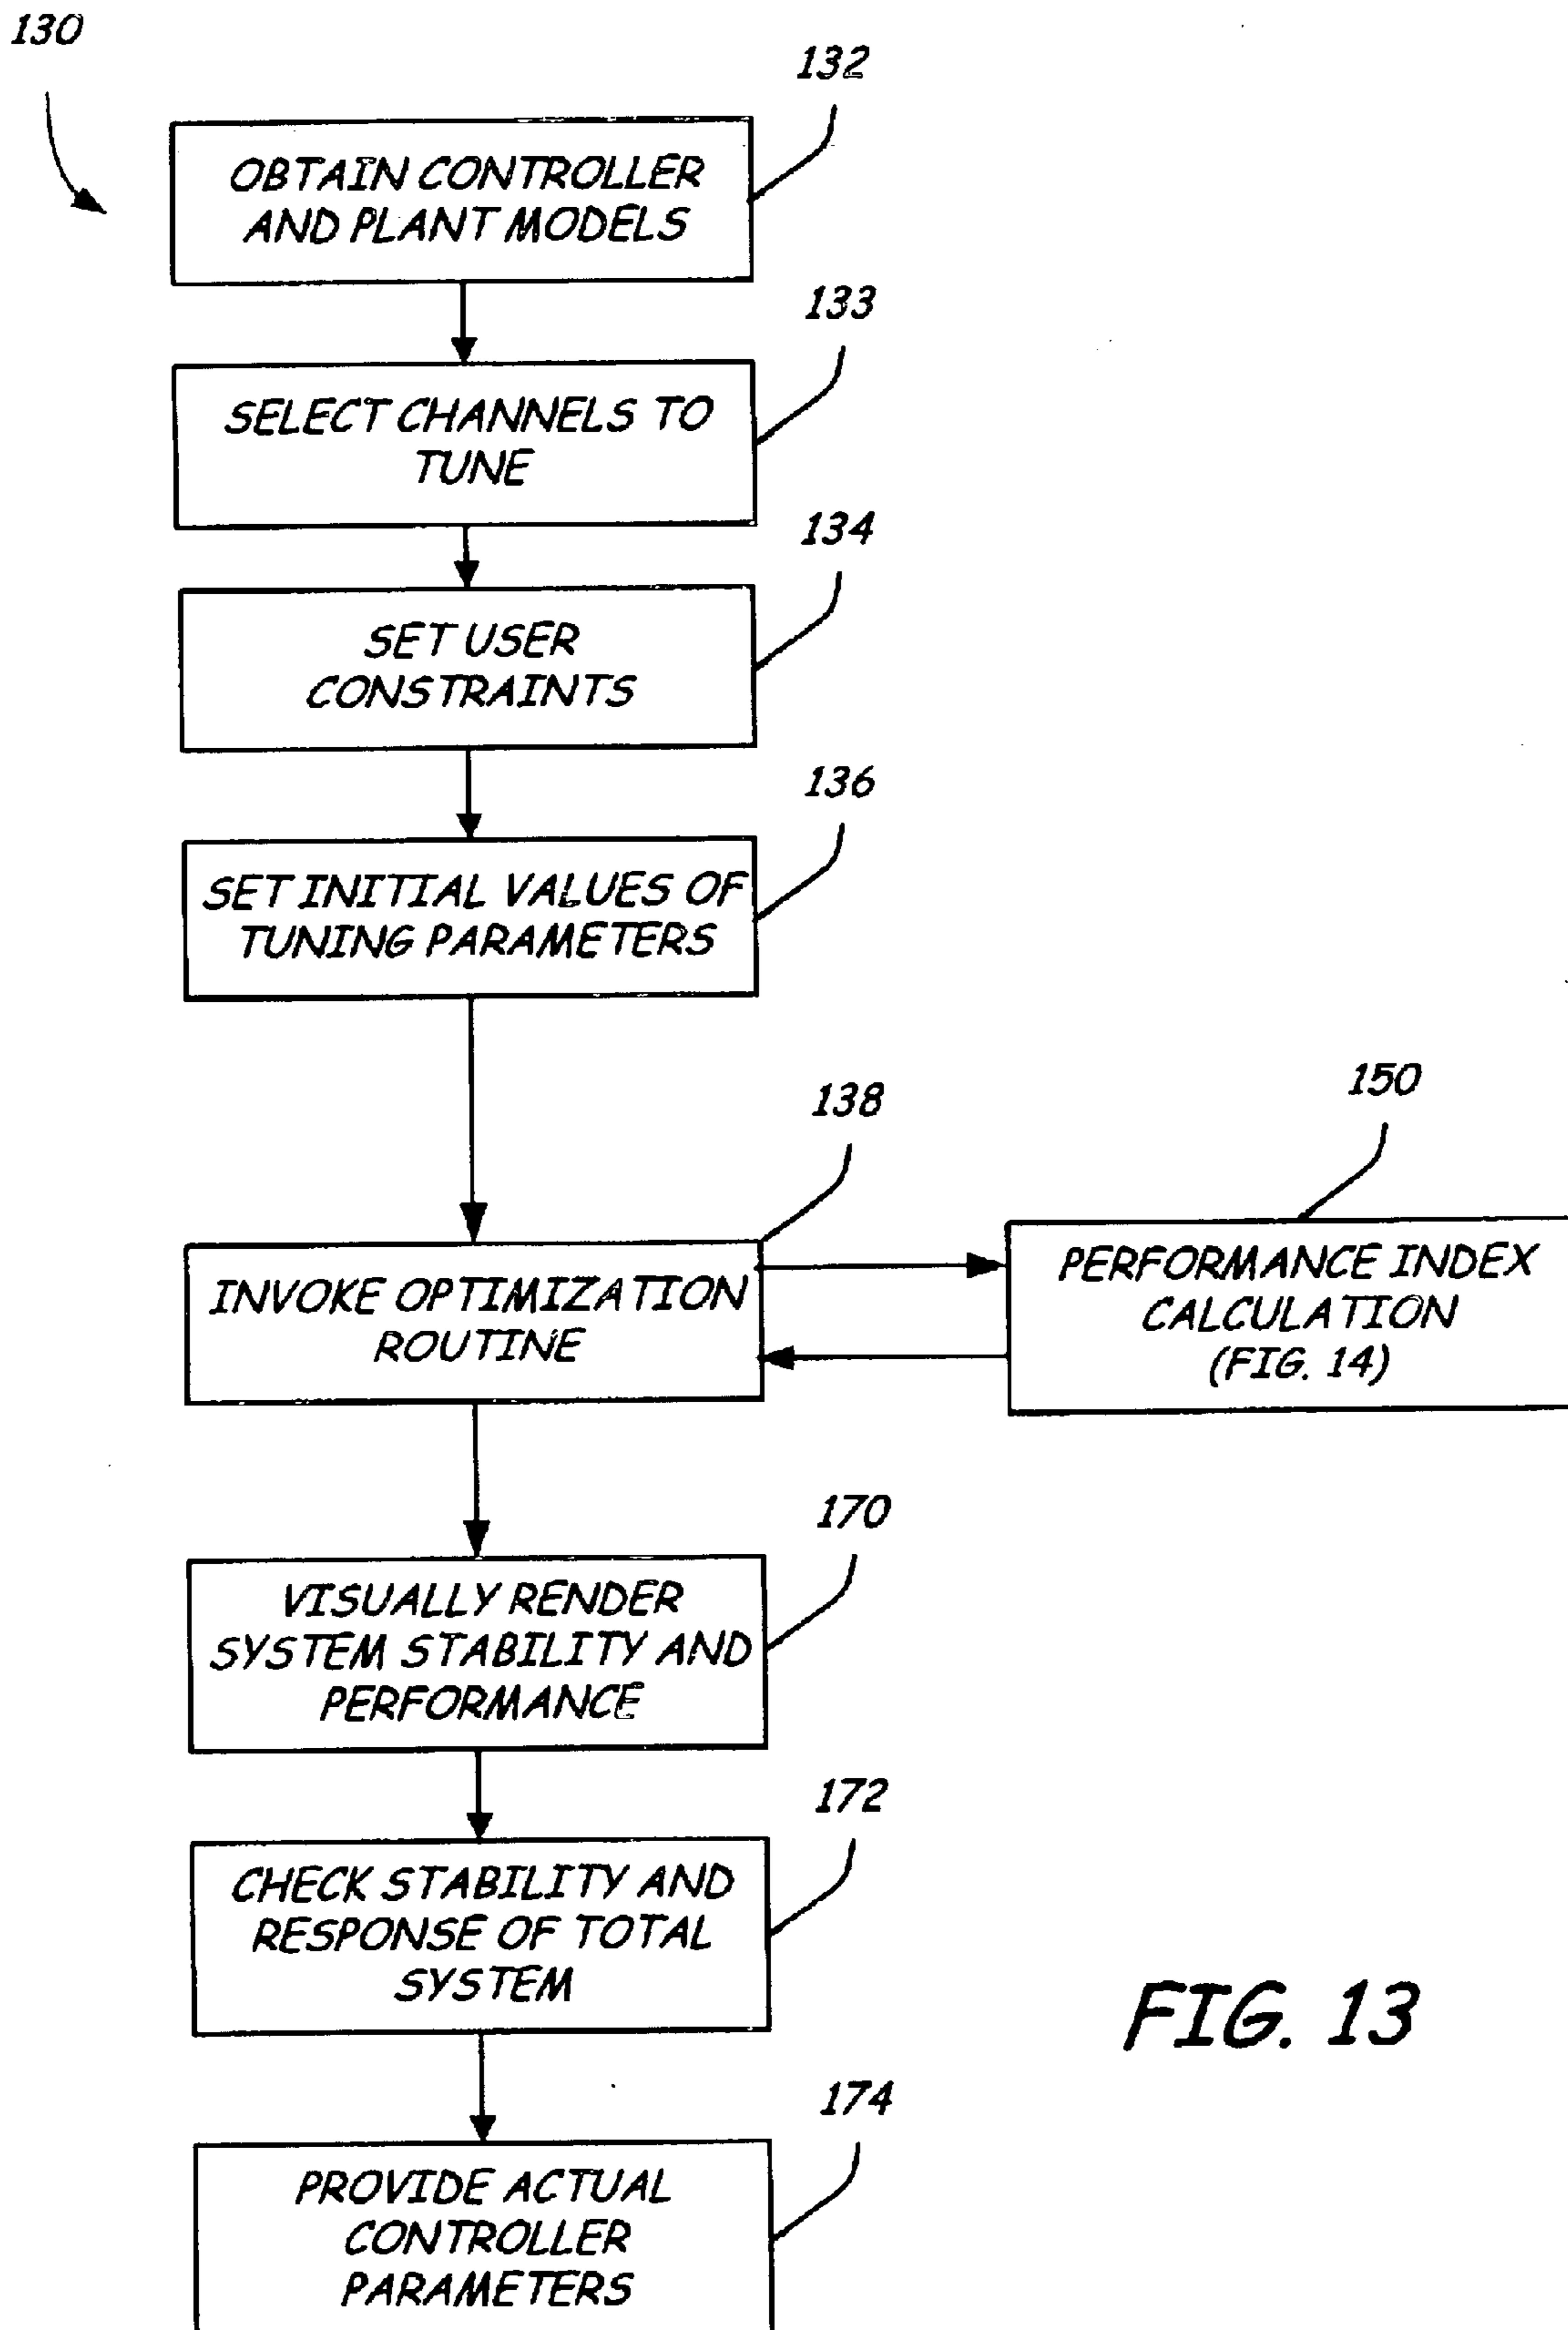 130
132
OBTAIN CONTROLLER
AND PLANT MODELS
133
SELECT CHANNELS TO
TUNE
134
SET USER
CONSTRAINTS
136
SET INITIAL VALUES OF
TUNING PARAMETERS
138
INVOKE OPTIMIZATION
ROUTINE
150
PERFORMANCE INDEX
CALCULATION
(FIG. 14)
170
VISUALLY RENDER
SYSTEM STABILITY AND
PERFORMANCE
172
CHECK STABILITY AND
RESPONSE OF TOTAL
SYSTEM
174
PROVIDE ACTUAL
CONTROLLER
PARAMETERS
FIG. 13